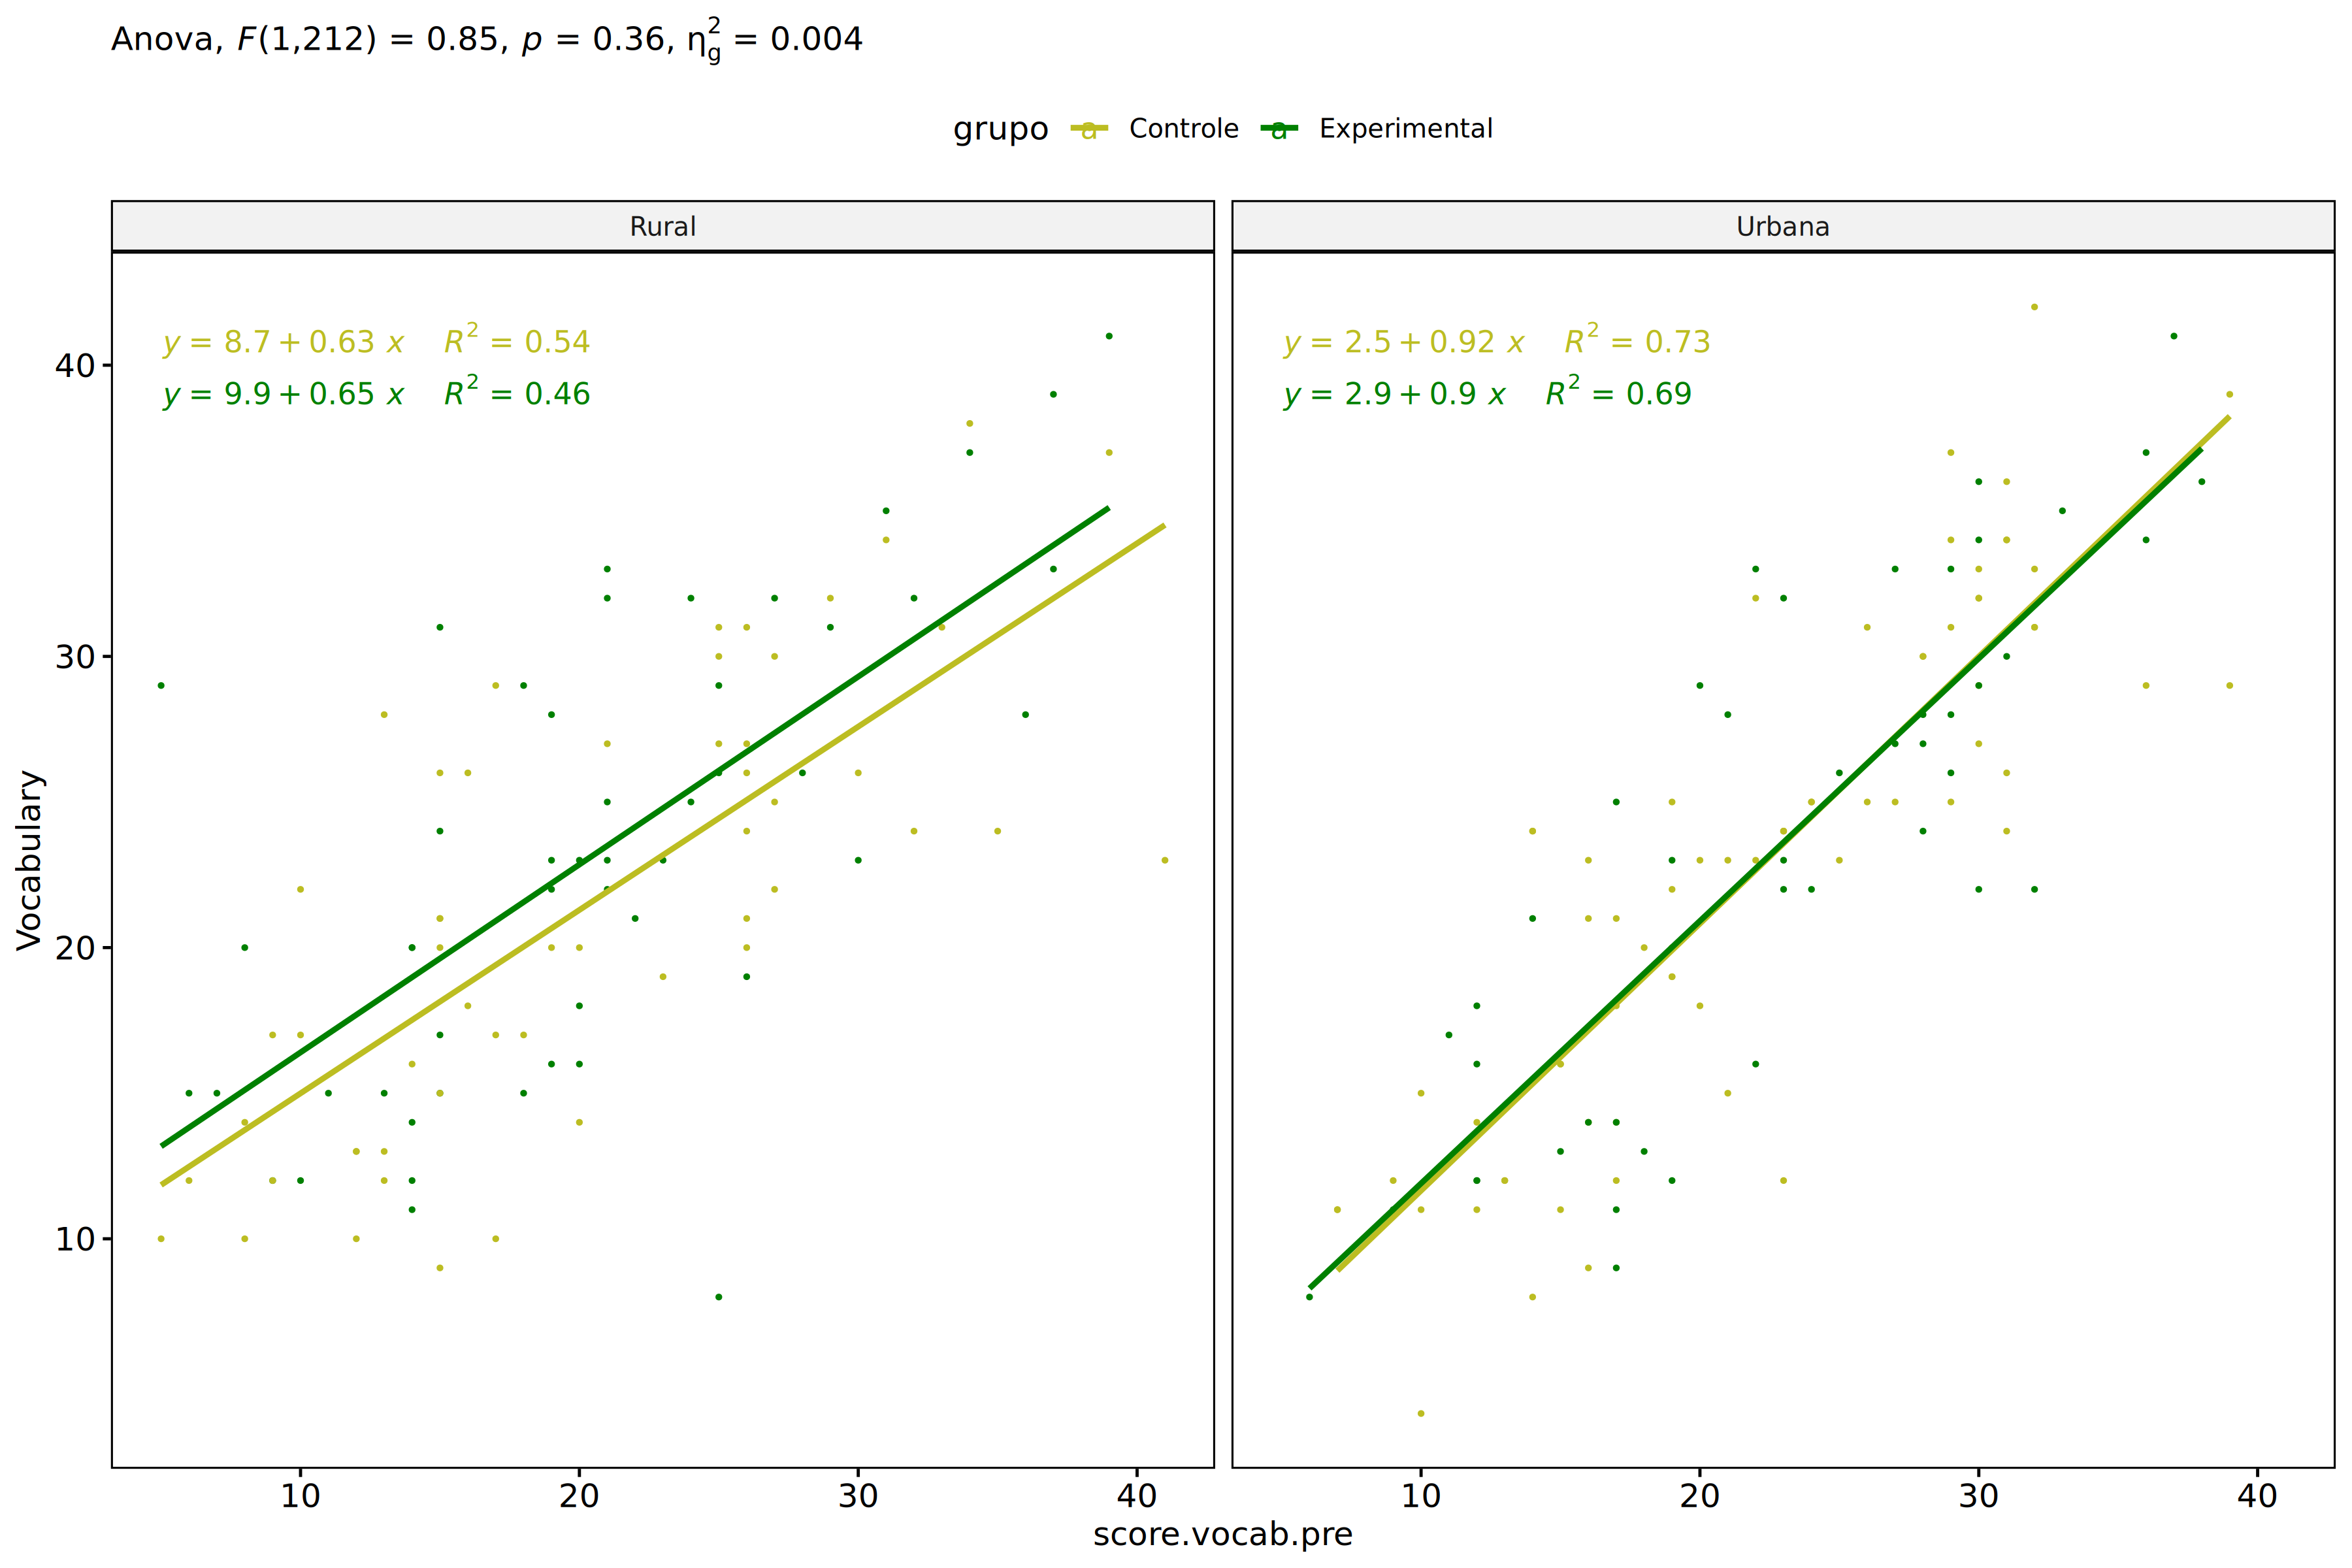 Anova, F(1,212) = 0.85, p = 0.36, η²g = 0.004
grupo a Controle a Experimental
Rural
Urbana
y = 8.7 + 0.63 x R² = 0.54
y = 9.9 + 0.65 x R² = 0.46
y = 2.5 + 0.92 x R² = 0.73
y = 2.9 + 0.9 x R² = 0.69
Vocabulary
40
30
20
10
10 20 30 40
10 20 30 40
score.vocab.pre